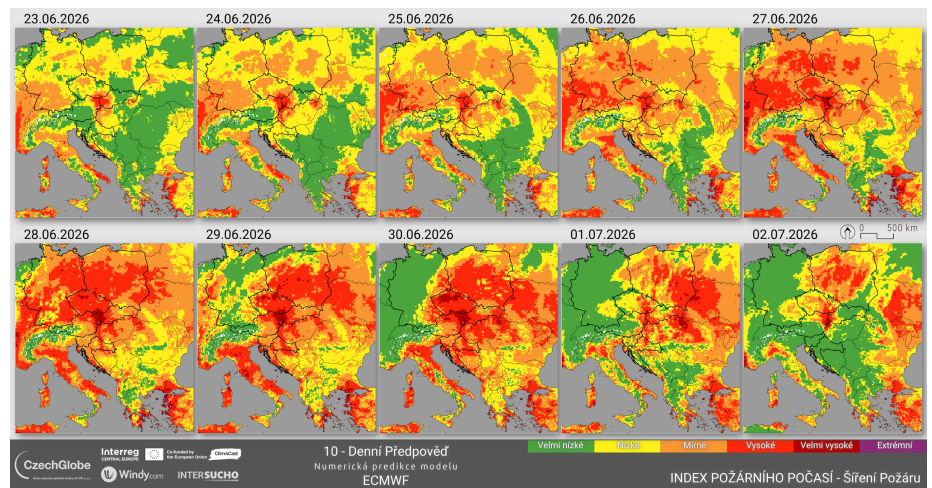 23.06.2026
24.06.2026
25.06.2026
26.06.2026
27.06.2026
28.06.2026
29.06.2026
30.06.2026
01.07.2026
02.07.2026
0 500 km
Velmi nízké Nízké Mírné Vysoké Velmi vysoké Extrémní
CzechGlobe
Interreg
CENTRAL EUROPE
Co-funded by
the European Union
Clim4Cast
Windy.com
INTERSUCHO
10 - Denní Předpověď
Numerická predikce modelu
ECMWF
INDEX POŽÁRNÍHO POČASÍ - Šíření Požáru